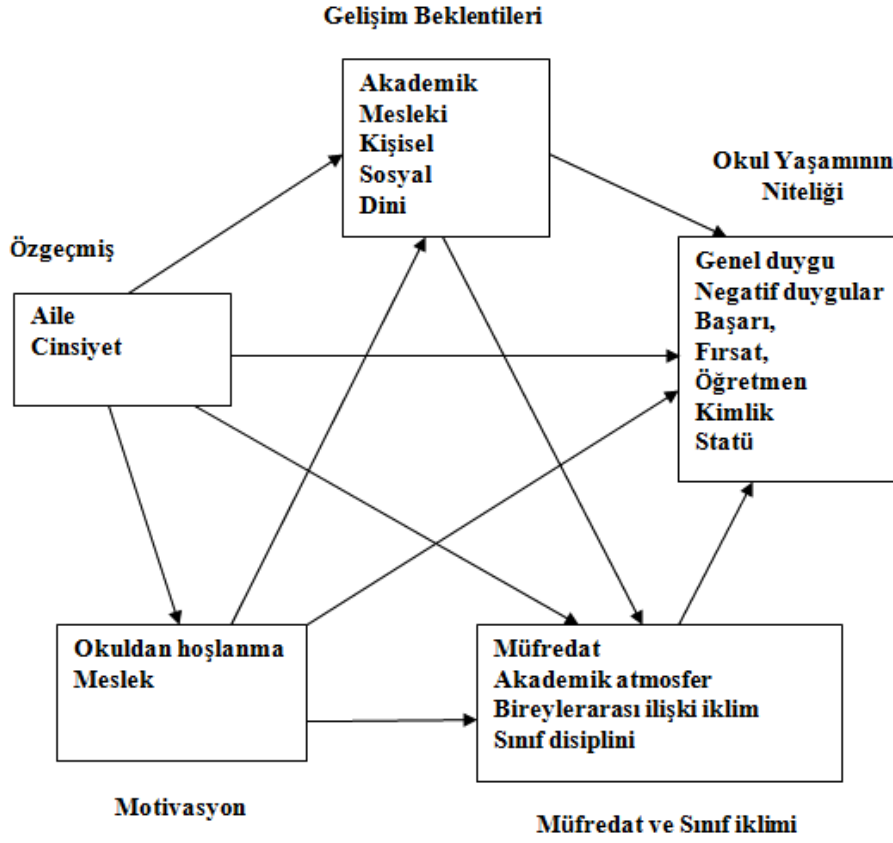 Gelişim Beklentileri
Akademik
Mesleki
Kişisel
Sosyal
Dini
Okul Yaşamının
Niteliği
Genel duygu
Negatif duygular
Başarı,
Fırsat,
Öğretmen
Kimlik
Statü
Özgeçmiş
Aile
Cinsiyet
Okuldan hoşlanma
Meslek
Motivasyon
Müfredat
Akademik atmosfer
Bireylerarası ilişki iklim
Sınıf disiplini
Müfredat ve Sınıf iklimi